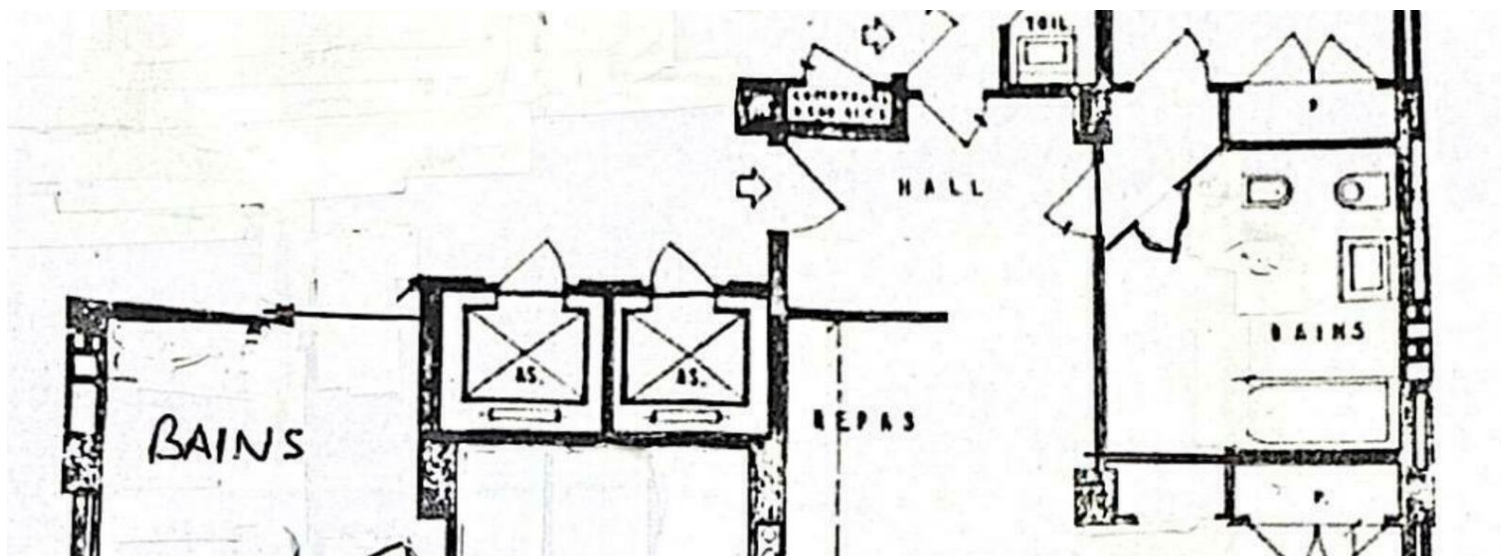 TOIL
P
HALL
BAINS
AS.
AS.
REPAS
BAINS
P.